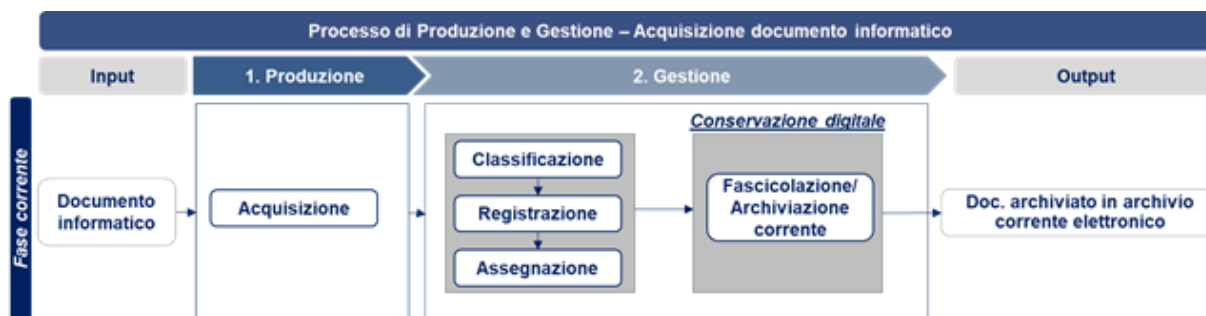 Processo di Produzione e Gestione – Acquisizione documento informatico
Input
1. Produzione
2. Gestione
Output
Fase corrente
Documento
informatico
Acquisizione
Classificazione
Registrazione
Assegnazione
Conservazione digitale
Fascicolazione/
Archiviazione
corrente
Doc. archiviato in archivio
corrente elettronico